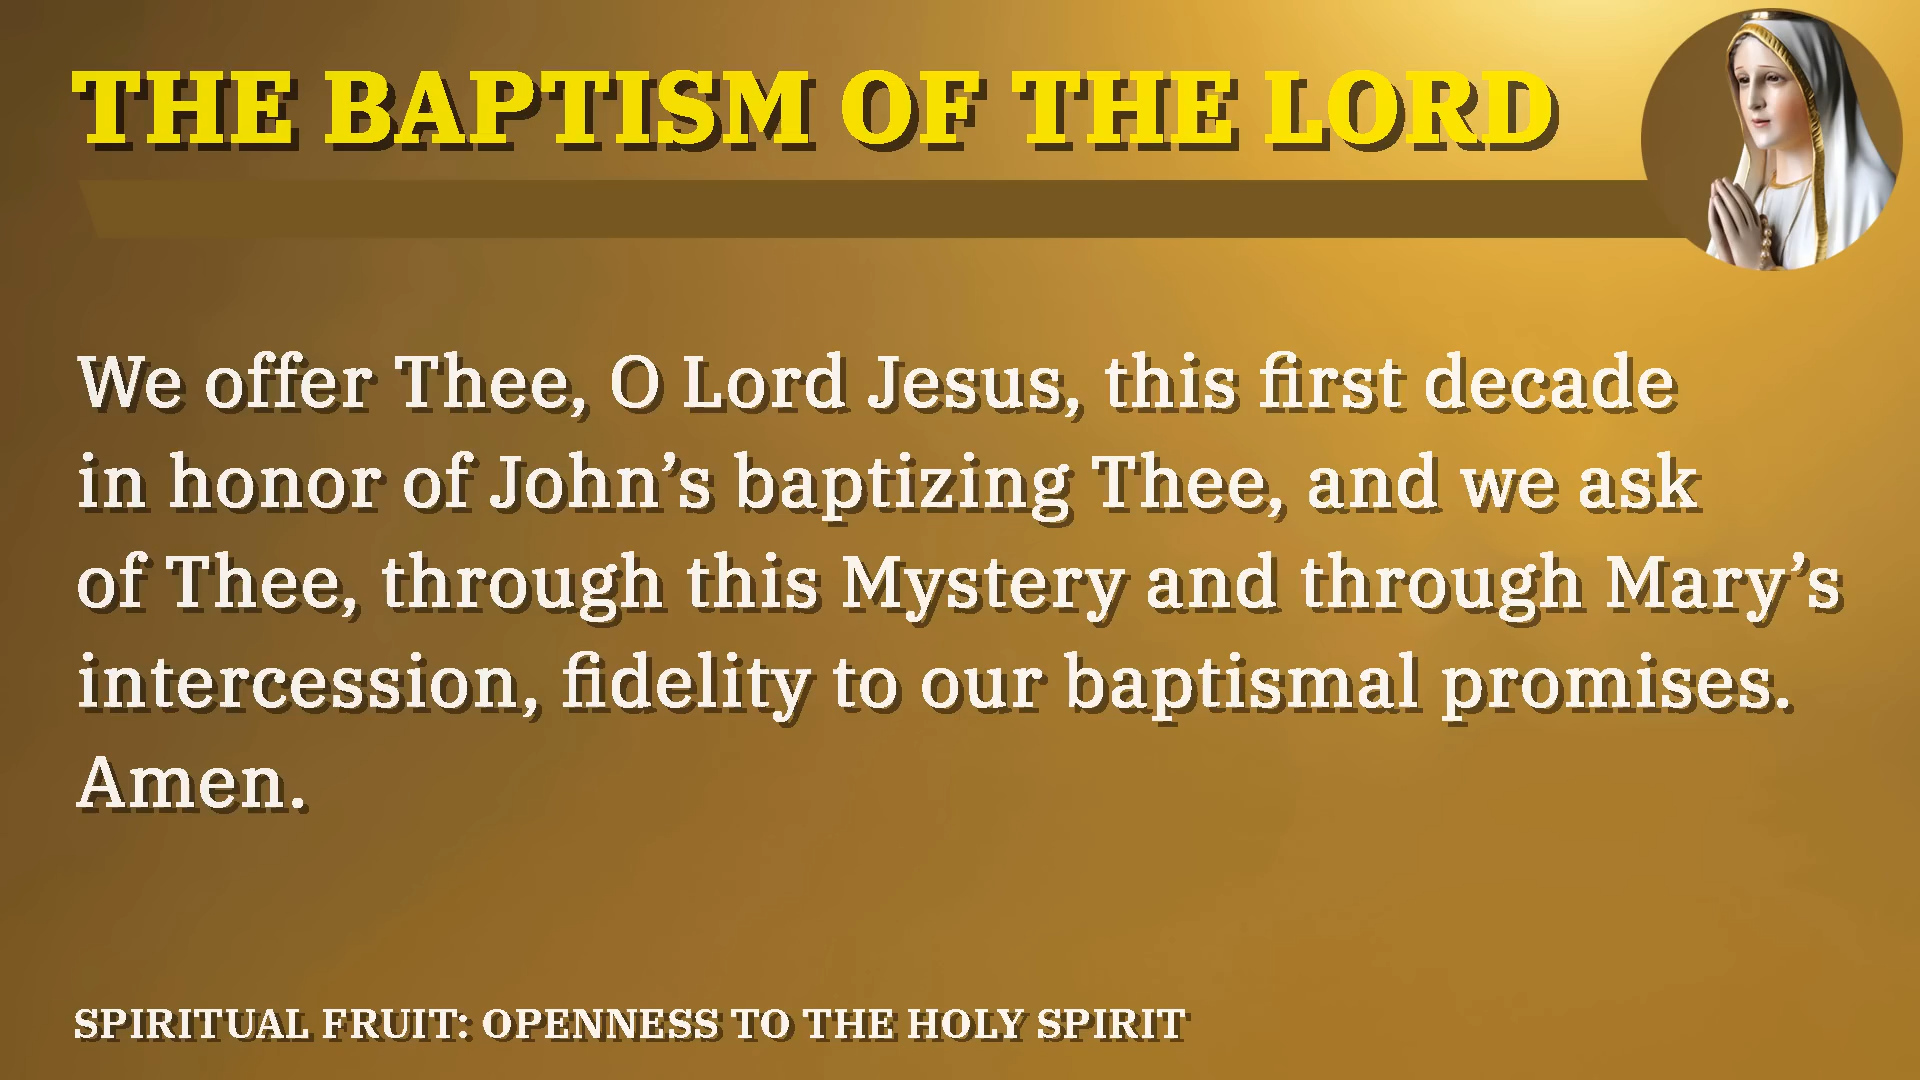 THE BAPTISM OF THE LORD
We offer Thee, O Lord Jesus, this first decade
in honor of John’s baptizing Thee, and we ask
of Thee, through this Mystery and through Mary’s
intercession, fidelity to our baptismal promises.
Amen.
SPIRITUAL FRUIT: OPENNESS TO THE HOLY SPIRIT